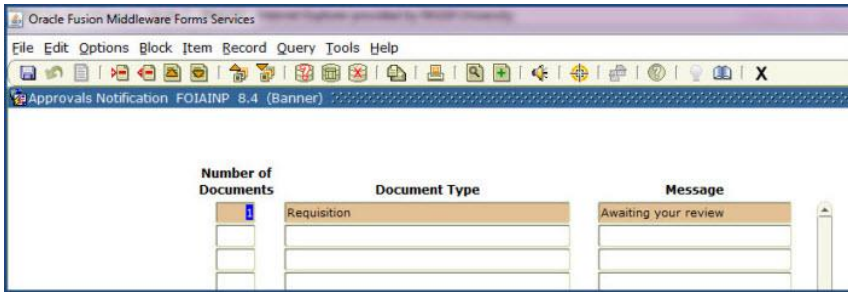 Oracle Fusion Middleware Forms Services
File Edit Options Block Item Record Query Tools Help
X
Approvals Notification FOIAINP 8.4 (Banner)
Number of
Documents Document Type Message
1 Requisition Awaiting your review